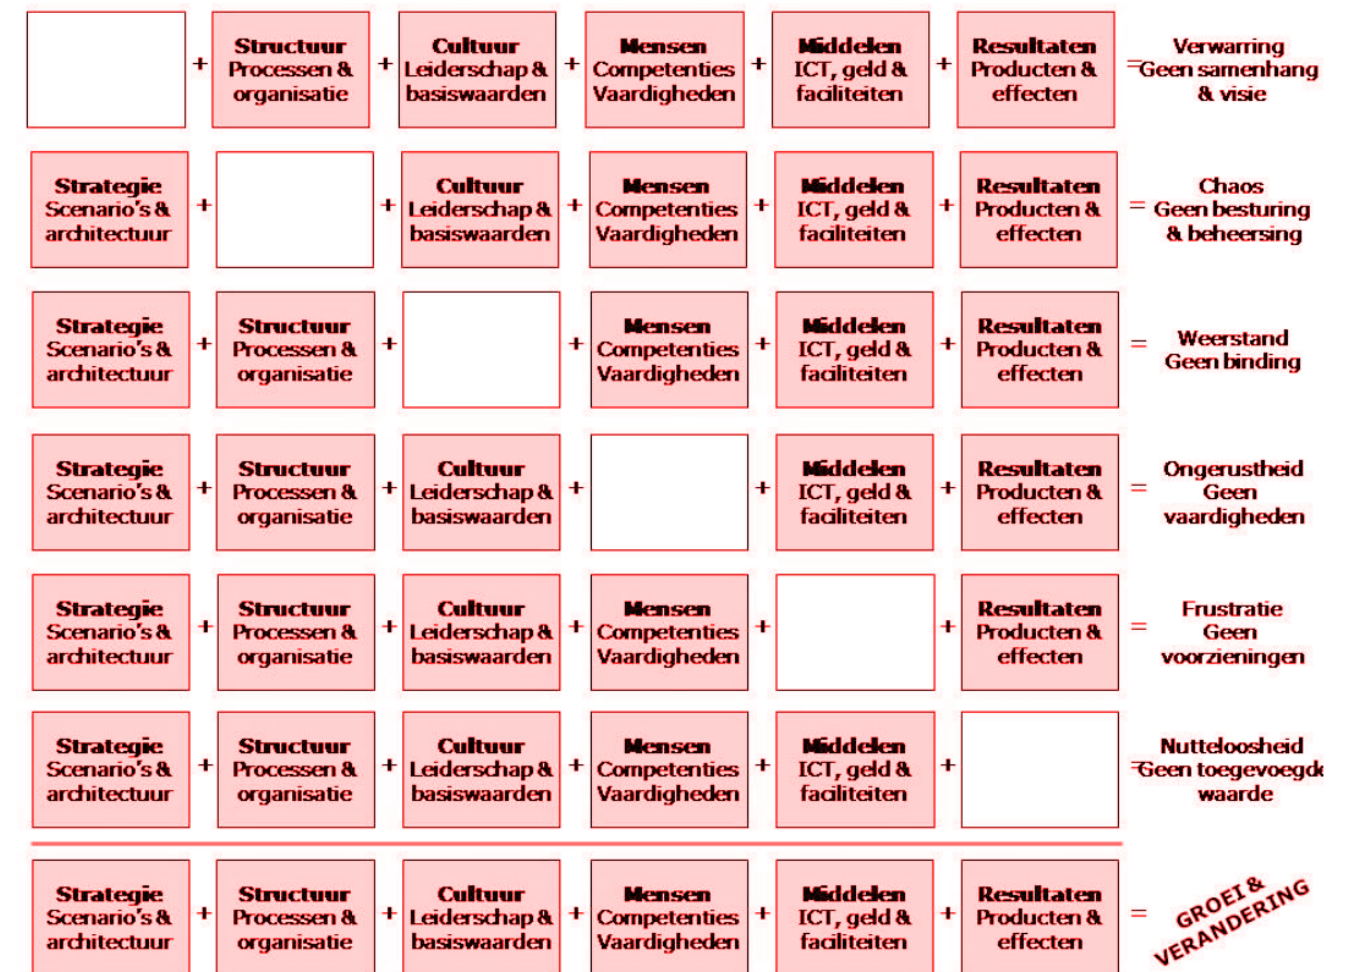 + Structuur Processen & organisatie + Cultuur Leiderschap & basiswaarden + Mensen Competenties Vaardigheden + Middelen ICT, geld & faciliteiten + Resultaten Producten & effecten = Verwarring Geen samenhang & visie
Strategie Scenario's & architectuur + + Cultuur Leiderschap & basiswaarden + Mensen Competenties Vaardigheden + Middelen ICT, geld & faciliteiten + Resultaten Producten & effecten = Chaos Geen besturing & beheersing
Strategie Scenario's & architectuur + Structuur Processen & organisatie + + Mensen Competenties Vaardigheden + Middelen ICT, geld & faciliteiten + Resultaten Producten & effecten = Weerstand Geen binding
Strategie Scenario's & architectuur + Structuur Processen & organisatie + Cultuur Leiderschap & basiswaarden + + Middelen ICT, geld & faciliteiten + Resultaten Producten & effecten = Ongerustheid Geen vaardigheden
Strategie Scenario's & architectuur + Structuur Processen & organisatie + Cultuur Leiderschap & basiswaarden + Mensen Competenties Vaardigheden + + Resultaten Producten & effecten = Frustratie Geen voorzieningen
Strategie Scenario's & architectuur + Structuur Processen & organisatie + Cultuur Leiderschap & basiswaarden + Mensen Competenties Vaardigheden + Middelen ICT, geld & faciliteiten + = Nutteloosheid Geen toegevoegde waarde
Strategie Scenario's & architectuur + Structuur Processen & organisatie + Cultuur Leiderschap & basiswaarden + Mensen Competenties Vaardigheden + Middelen ICT, geld & faciliteiten + Resultaten Producten & effecten = GROEI & VERANDERING